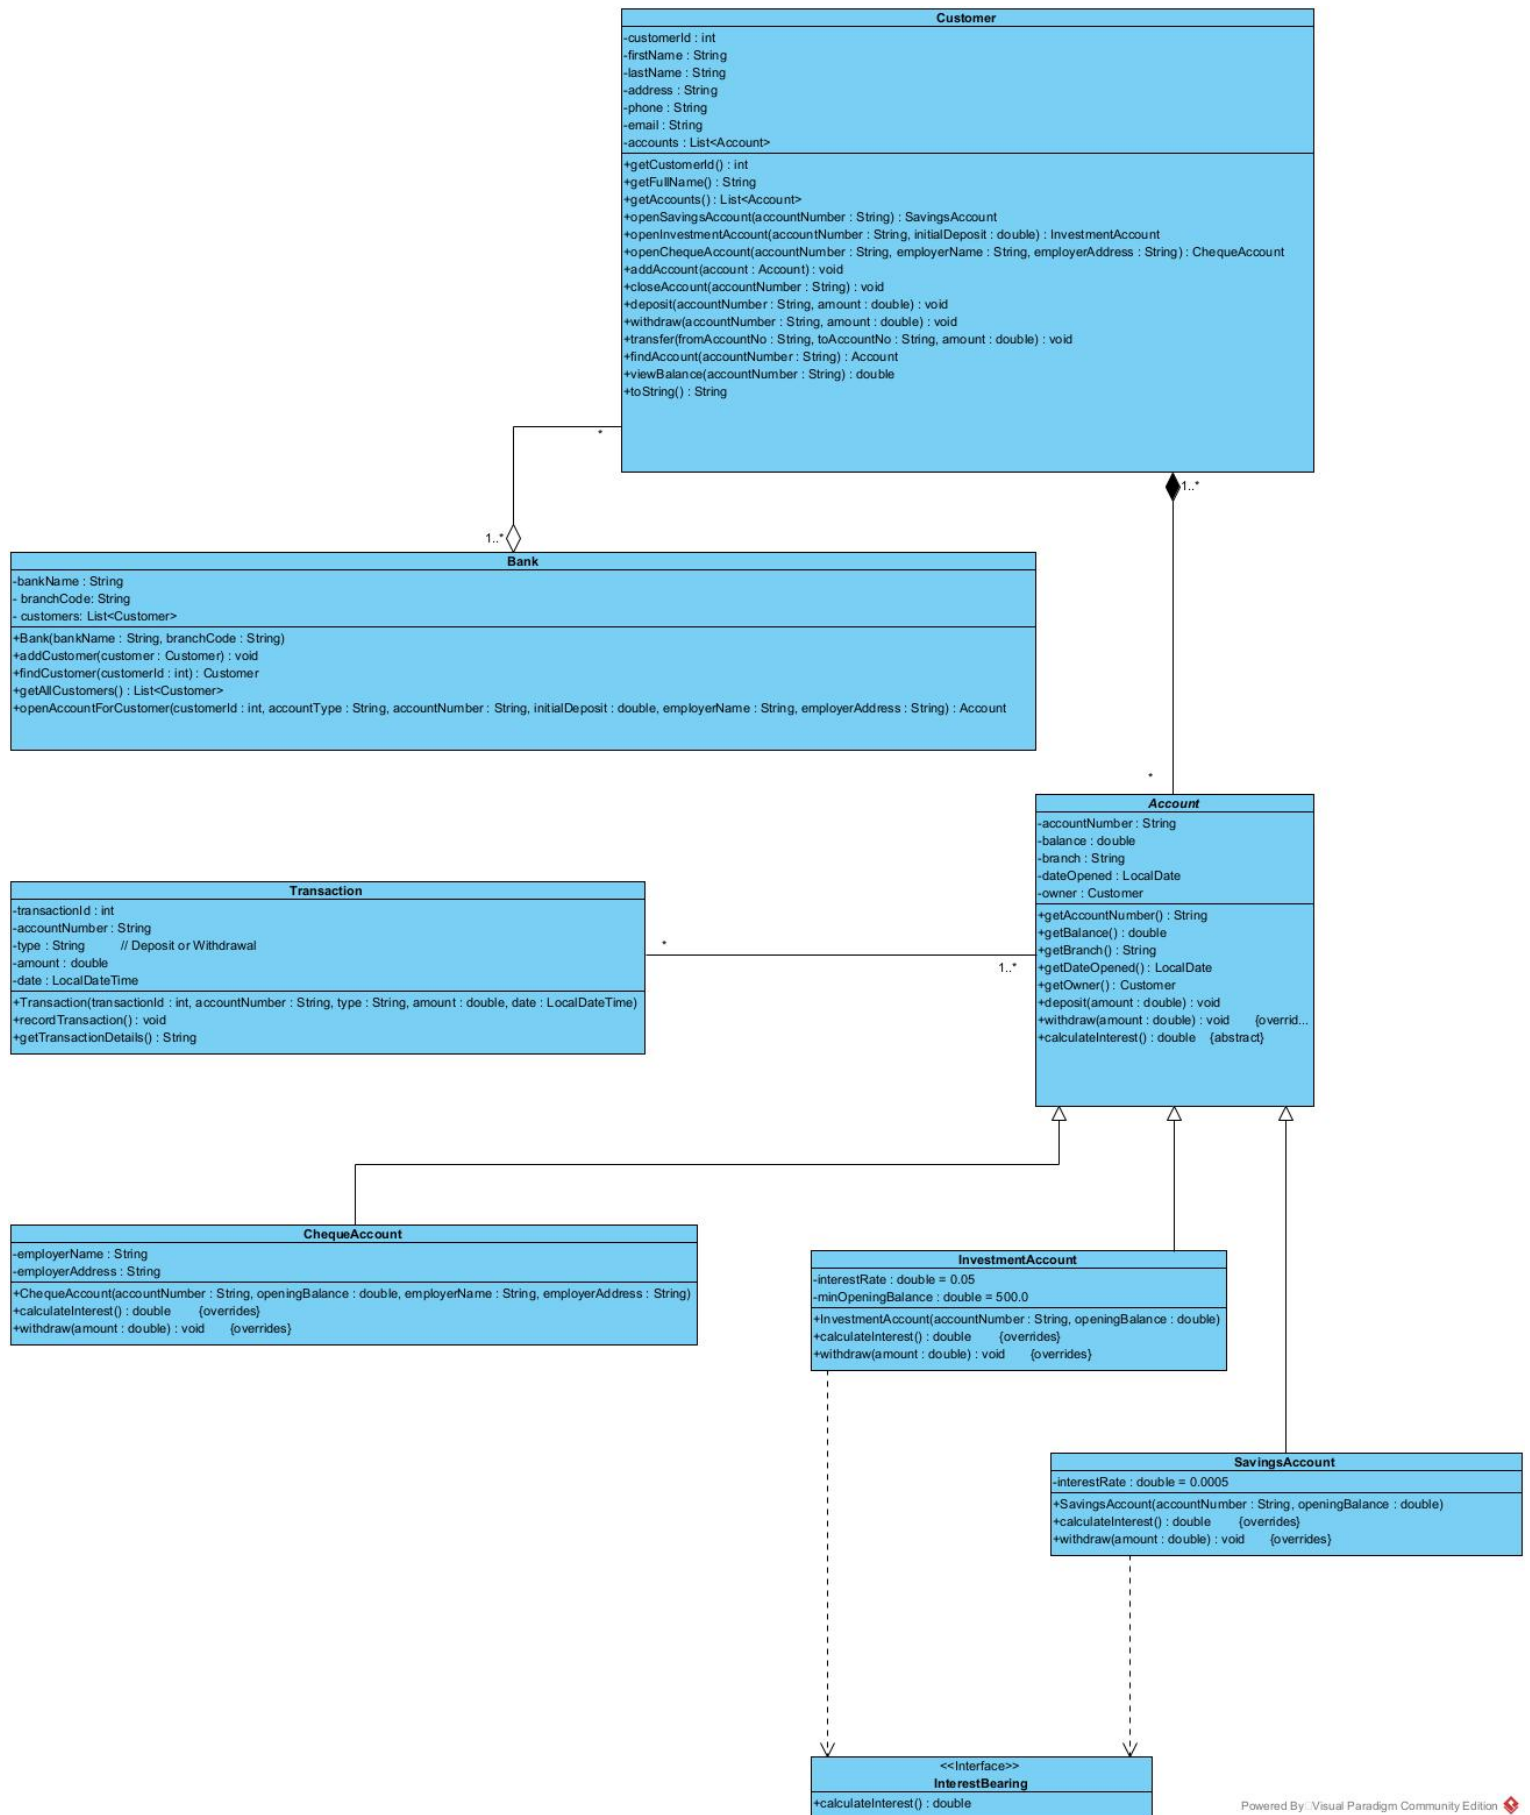 Customer
-customerId : int
-firstName : String
-lastName : String
-address : String
-phone : String
-email : String
-accounts : List<Account>
+getCustomerId() : int
+getFullName() : String
+getAccounts() : List<Account>
+openSavingsAccount(accountNumber : String) : SavingsAccount
+openInvestmentAccount(accountNumber : String, initialDeposit : double) : InvestmentAccount
+openChequeAccount(accountNumber : String, employerName : String, employerAddress : String) : ChequeAccount
+addAccount(account : Account) : void
+closeAccount(accountNumber : String) : void
+deposit(accountNumber : String, amount : double) : void
+withdraw(accountNumber : String, amount : double) : void
+transfer(fromAccountNo : String, toAccountNo : String, amount : double) : void
+findAccount(accountNumber : String) : Account
+viewBalance(accountNumber : String) : double
+toString() : String
*
1..*
1..*
Bank
-bankName : String
- branchCode: String
- customers: List<Customer>
+Bank(bankName : String, branchCode : String)
+addCustomer(customer : Customer) : void
+findCustomer(customerId : int) : Customer
+getAllCustomers() : List<Customer>
+openAccountForCustomer(customerId : int, accountType : String, accountNumber : String, initialDeposit : double, employerName : String, employerAddress : String) : Account
*
Account
-accountNumber : String
-balance : double
-branch : String
-dateOpened : LocalDate
-owner : Customer
+getAccountNumber() : String
+getBalance() : double
+getBranch() : String
+getDateOpened() : LocalDate
+getOwner() : Customer
+deposit(amount : double) : void
+withdraw(amount : double) : void {overrid...
+calculateInterest() : double {abstract}
Transaction
-transactionId : int
-accountNumber : String
-type : String // Deposit or Withdrawal
-amount : double
-date : LocalDateTime
+Transaction(transactionId : int, accountNumber : String, type : String, amount : double, date : LocalDateTime)
+recordTransaction() : void
+getTransactionDetails() : String
*
1..*
ChequeAccount
-employerName : String
-employerAddress : String
+ChequeAccount(accountNumber : String, openingBalance : double, employerName : String, employerAddress : String)
+calculateInterest() : double {overrides}
+withdraw(amount : double) : void {overrides}
InvestmentAccount
-interestRate : double = 0.05
-minOpeningBalance : double = 500.0
+InvestmentAccount(accountNumber : String, openingBalance : double)
+calculateInterest() : double {overrides}
+withdraw(amount : double) : void {overrides}
SavingsAccount
-interestRate : double = 0.0005
+SavingsAccount(accountNumber : String, openingBalance : double)
+calculateInterest() : double {overrides}
+withdraw(amount : double) : void {overrides}
<<Interface>>
InterestBearing
+calculateInterest() : double
Powered By Visual Paradigm Community Edition